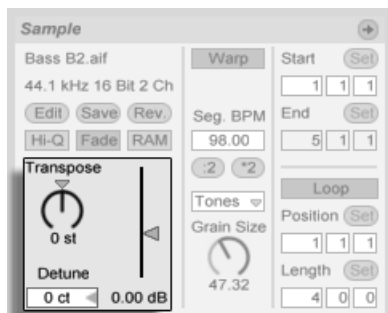 Sample
Bass B2.aif
44.1 kHz 16 Bit 2 Ch
Edit Save Rev.
Hi-Q Fade RAM
Transpose
0 st
Detune
0 ct 0.00 dB
Warp
Seg. BPM
98.00
:2 *2
Tones
Grain Size
47.32
Start Set
1 1 1
End Set
5 1 1
Loop
Position Set
1 1 1
Length Set
4 0 0